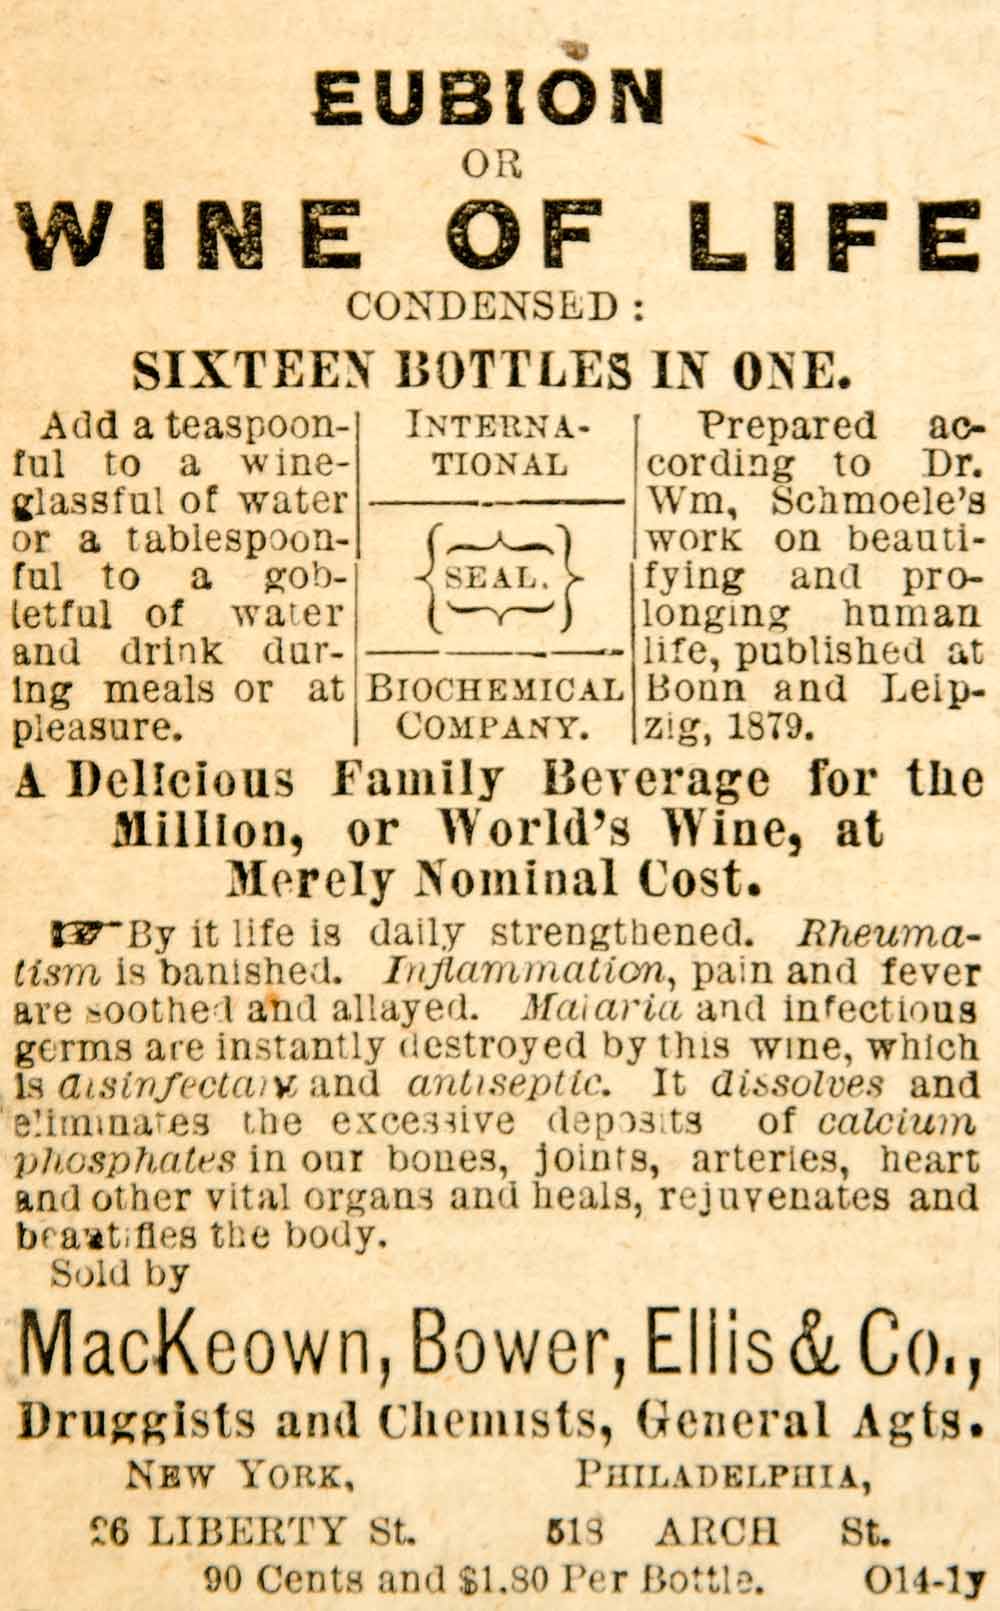 EUBION
OR
WINE OF LIFE
CONDENSED:
SIXTEEN BOTTLES IN ONE.
Add a teaspoon-
ful to a wine-
glassful of water
or a tablespoon-
ful to a gob-
letful of water
and drink dur-
ing meals or at
pleasure.
INTERNA-
TIONAL
SEAL.
BIOCHEMICAL
COMPANY.
Prepared ac-
cording to Dr.
Wm, Schmoele's
work on beauti-
fying and pro-
longing human
life, published at
Bonn and Leip-
zig, 1879.
A Delicious Family Beverage for the
Million, or World's Wine, at
Merely Nominal Cost.
☞By it life is daily strengthened. Rheuma-
tism is banished. Inflammation, pain and fever
are soothed and allayed. Malaria and infectious
germs are instantly destroyed by this wine, which
is disinfectary and antiseptic. It dissolves and
eliminates the excessive deposits of calcium
phosphates in our bones, joints, arteries, heart
and other vital organs and heals, rejuvenates and
beautifies the body.
Sold by
MacKeown, Bower, Ellis & Co.,
Druggists and Chemists, General Agts.
NEW YORK, PHILADELPHIA,
26 LIBERTY St. 518 ARCH St.
90 Cents and $1.80 Per Bottle. O14-1y